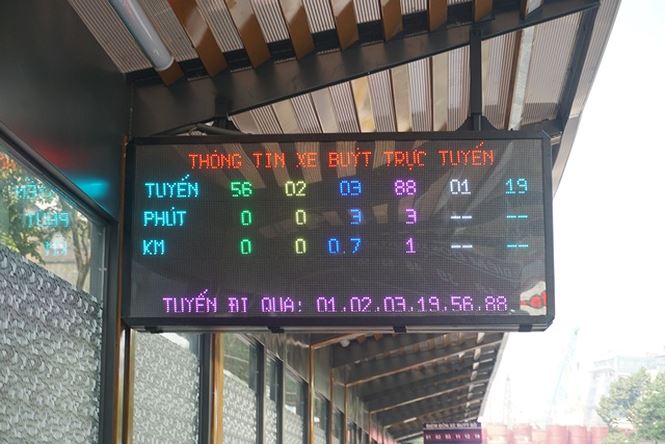 THÔNG TIN XE BUÝT TRỰC TUYẾN
TUYẾN 56 02 03 88 01 19
PHÚT 0 0 3 3 -- --
KM 0 0 0.7 1 -- --
TUYẾN ĐI QUA: 01,02,03,19,56,88